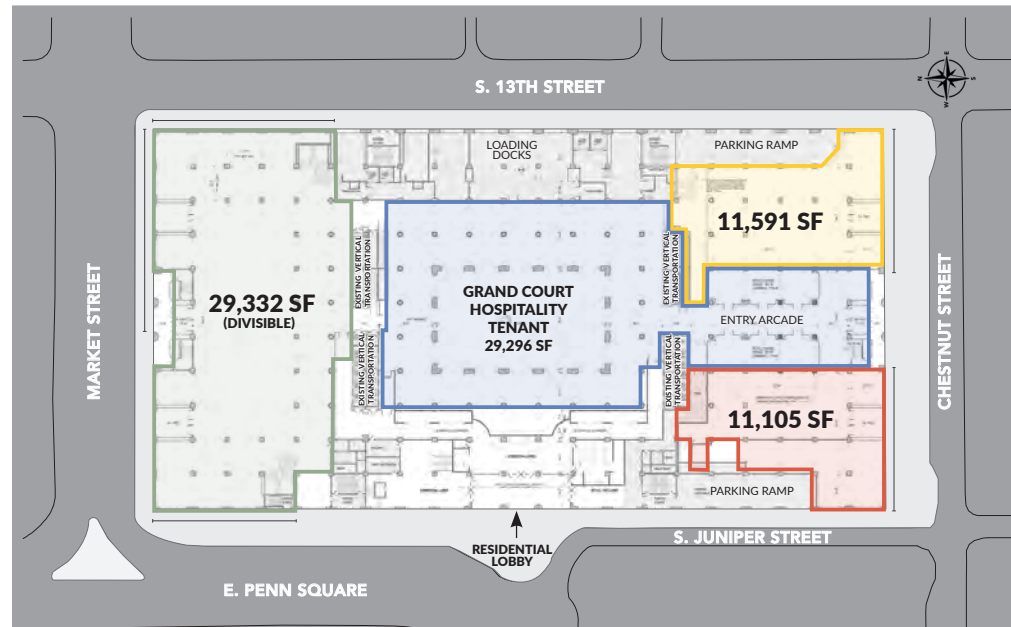 S. 13TH STREET
E
N
S
W
LOADING
DOCKS
PARKING RAMP
11,591 SF
EXISTING VERTICAL
TRANSPORTATION
EXISTING VERTICAL
TRANSPORTATION
MARKET STREET
29,332 SF
(DIVISIBLE)
GRAND COURT
HOSPITALITY
TENANT
29,296 SF
ENTRY ARCADE
CHESTNUT STREET
EXISTING VERTICAL
TRANSPORTATION
EXISTING VERTICAL
TRANSPORTATION
11,105 SF
PARKING RAMP
RESIDENTIAL
LOBBY
S. JUNIPER STREET
E. PENN SQUARE